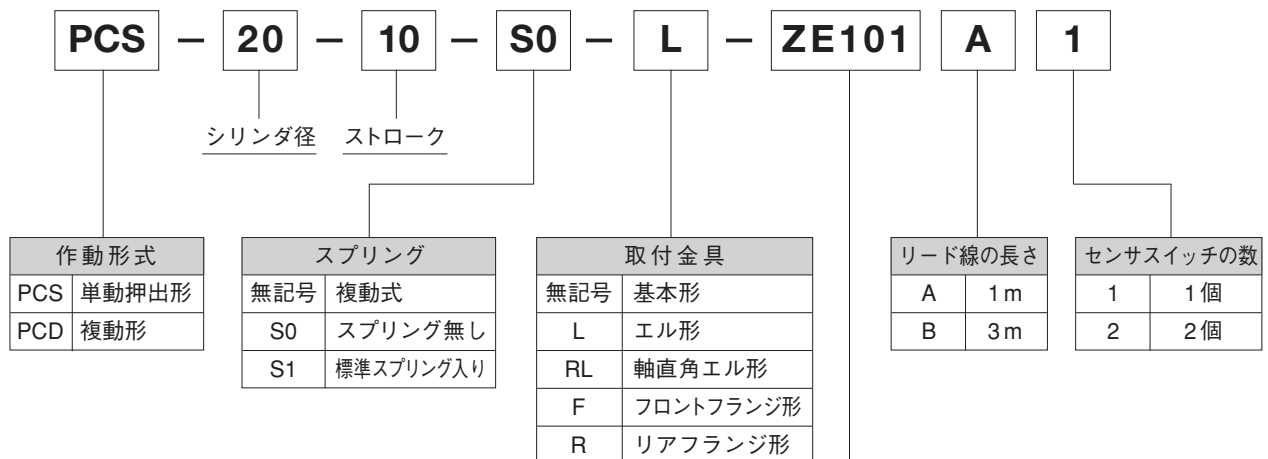 PCS － 20 － 10 － S0 － L － ZE101 A 1
シリンダ径 ストローク
作動形式
PCS 単動押出形
PCD 複動形
スプリング
無記号 複動式
S0 スプリング無し
S1 標準スプリング入り
取付金具
無記号 基本形
L エル形
RL 軸直角エル形
F フロントフランジ形
R リアフランジ形
リード線の長さ
A 1m
B 3m
センサスイッチの数
1 1個
2 2個